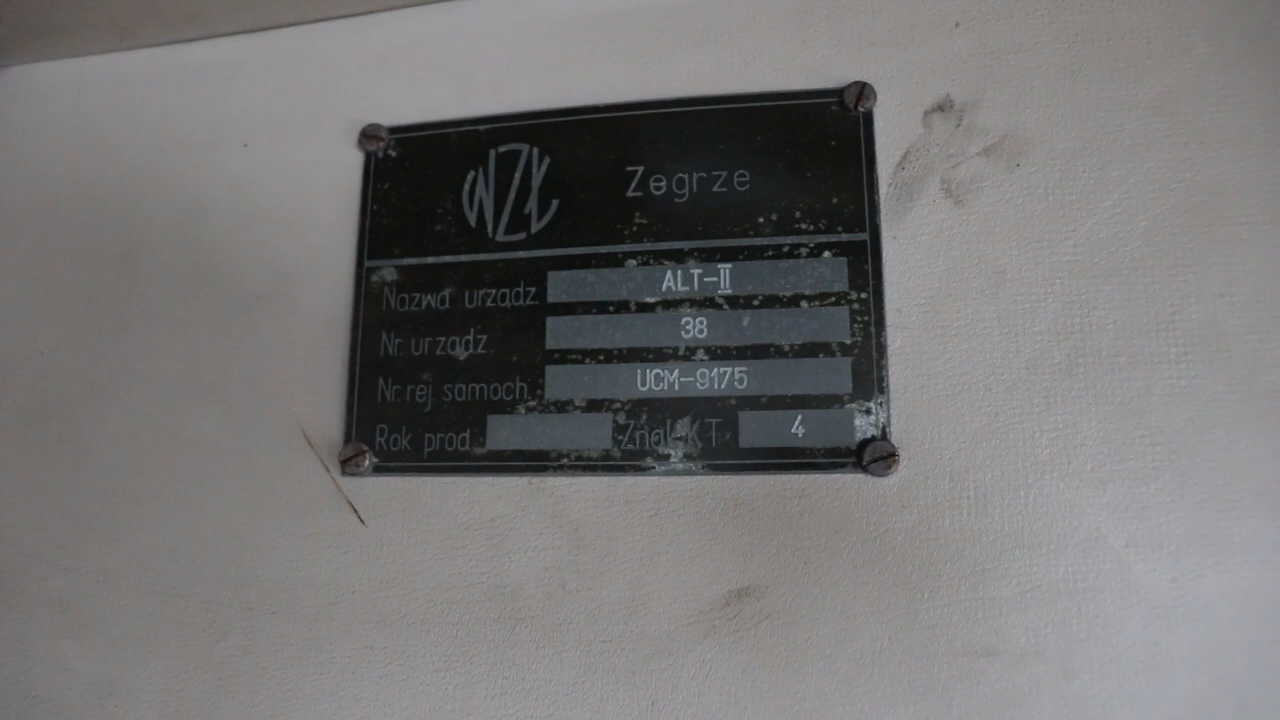 WZŁ Zegrze
Nazwa urządz. ALT-II
Nr. urządz. 38
Nr. rej samoch. UCM-9175
Rok prod. Znak KT 4